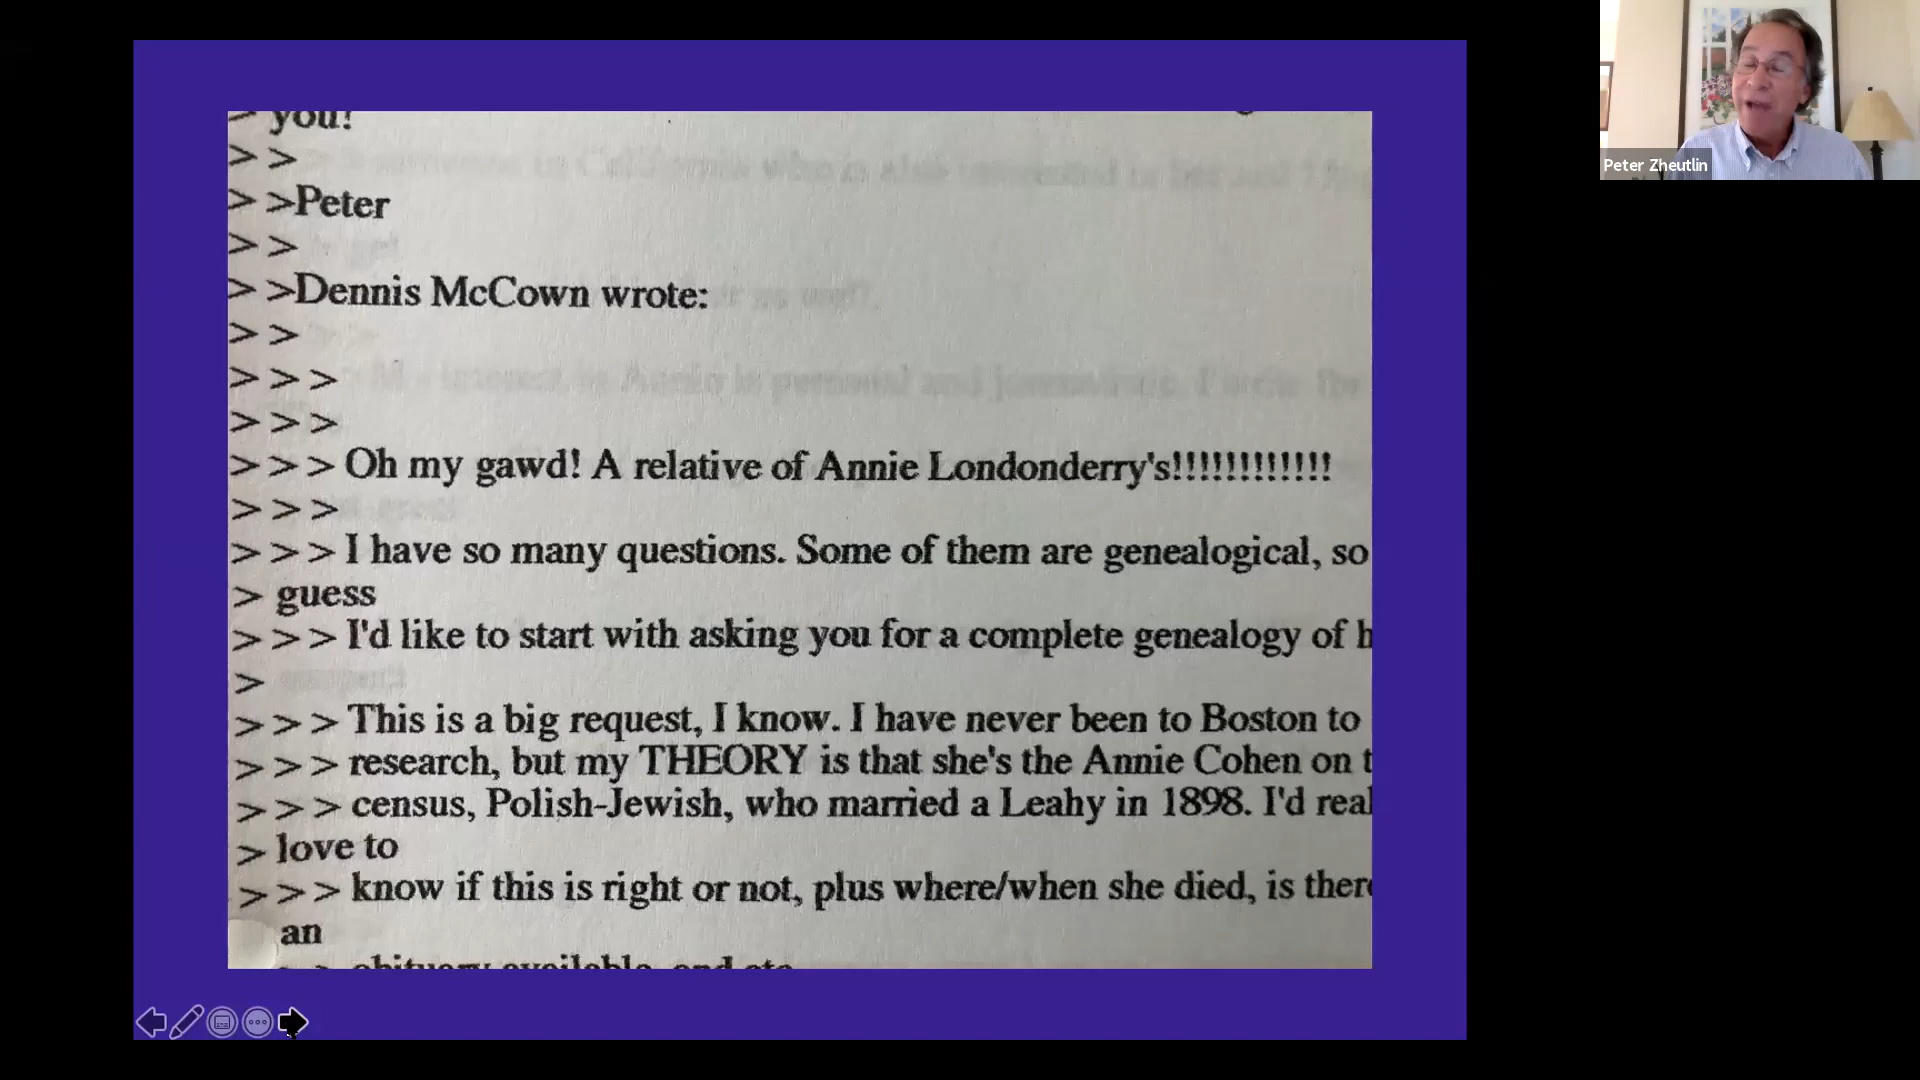 > you!
> >
> >Peter
> >
> >Dennis McCown wrote:
> >
> > >
> > >
> > > Oh my gawd! A relative of Annie Londonderry's!!!!!!!!!!!!!
> > >
> > > I have so many questions. Some of them are genealogical, so
> guess
> > > I'd like to start with asking you for a complete genealogy of h
>
> > > This is a big request, I know. I have never been to Boston to
> > > research, but my THEORY is that she's the Annie Cohen on t
> > > census, Polish-Jewish, who married a Leahy in 1898. I'd real
> love to
> > > know if this is right or not, plus where/when she died, is there
an
> > obituary available, and etc.
Peter Zheutlin